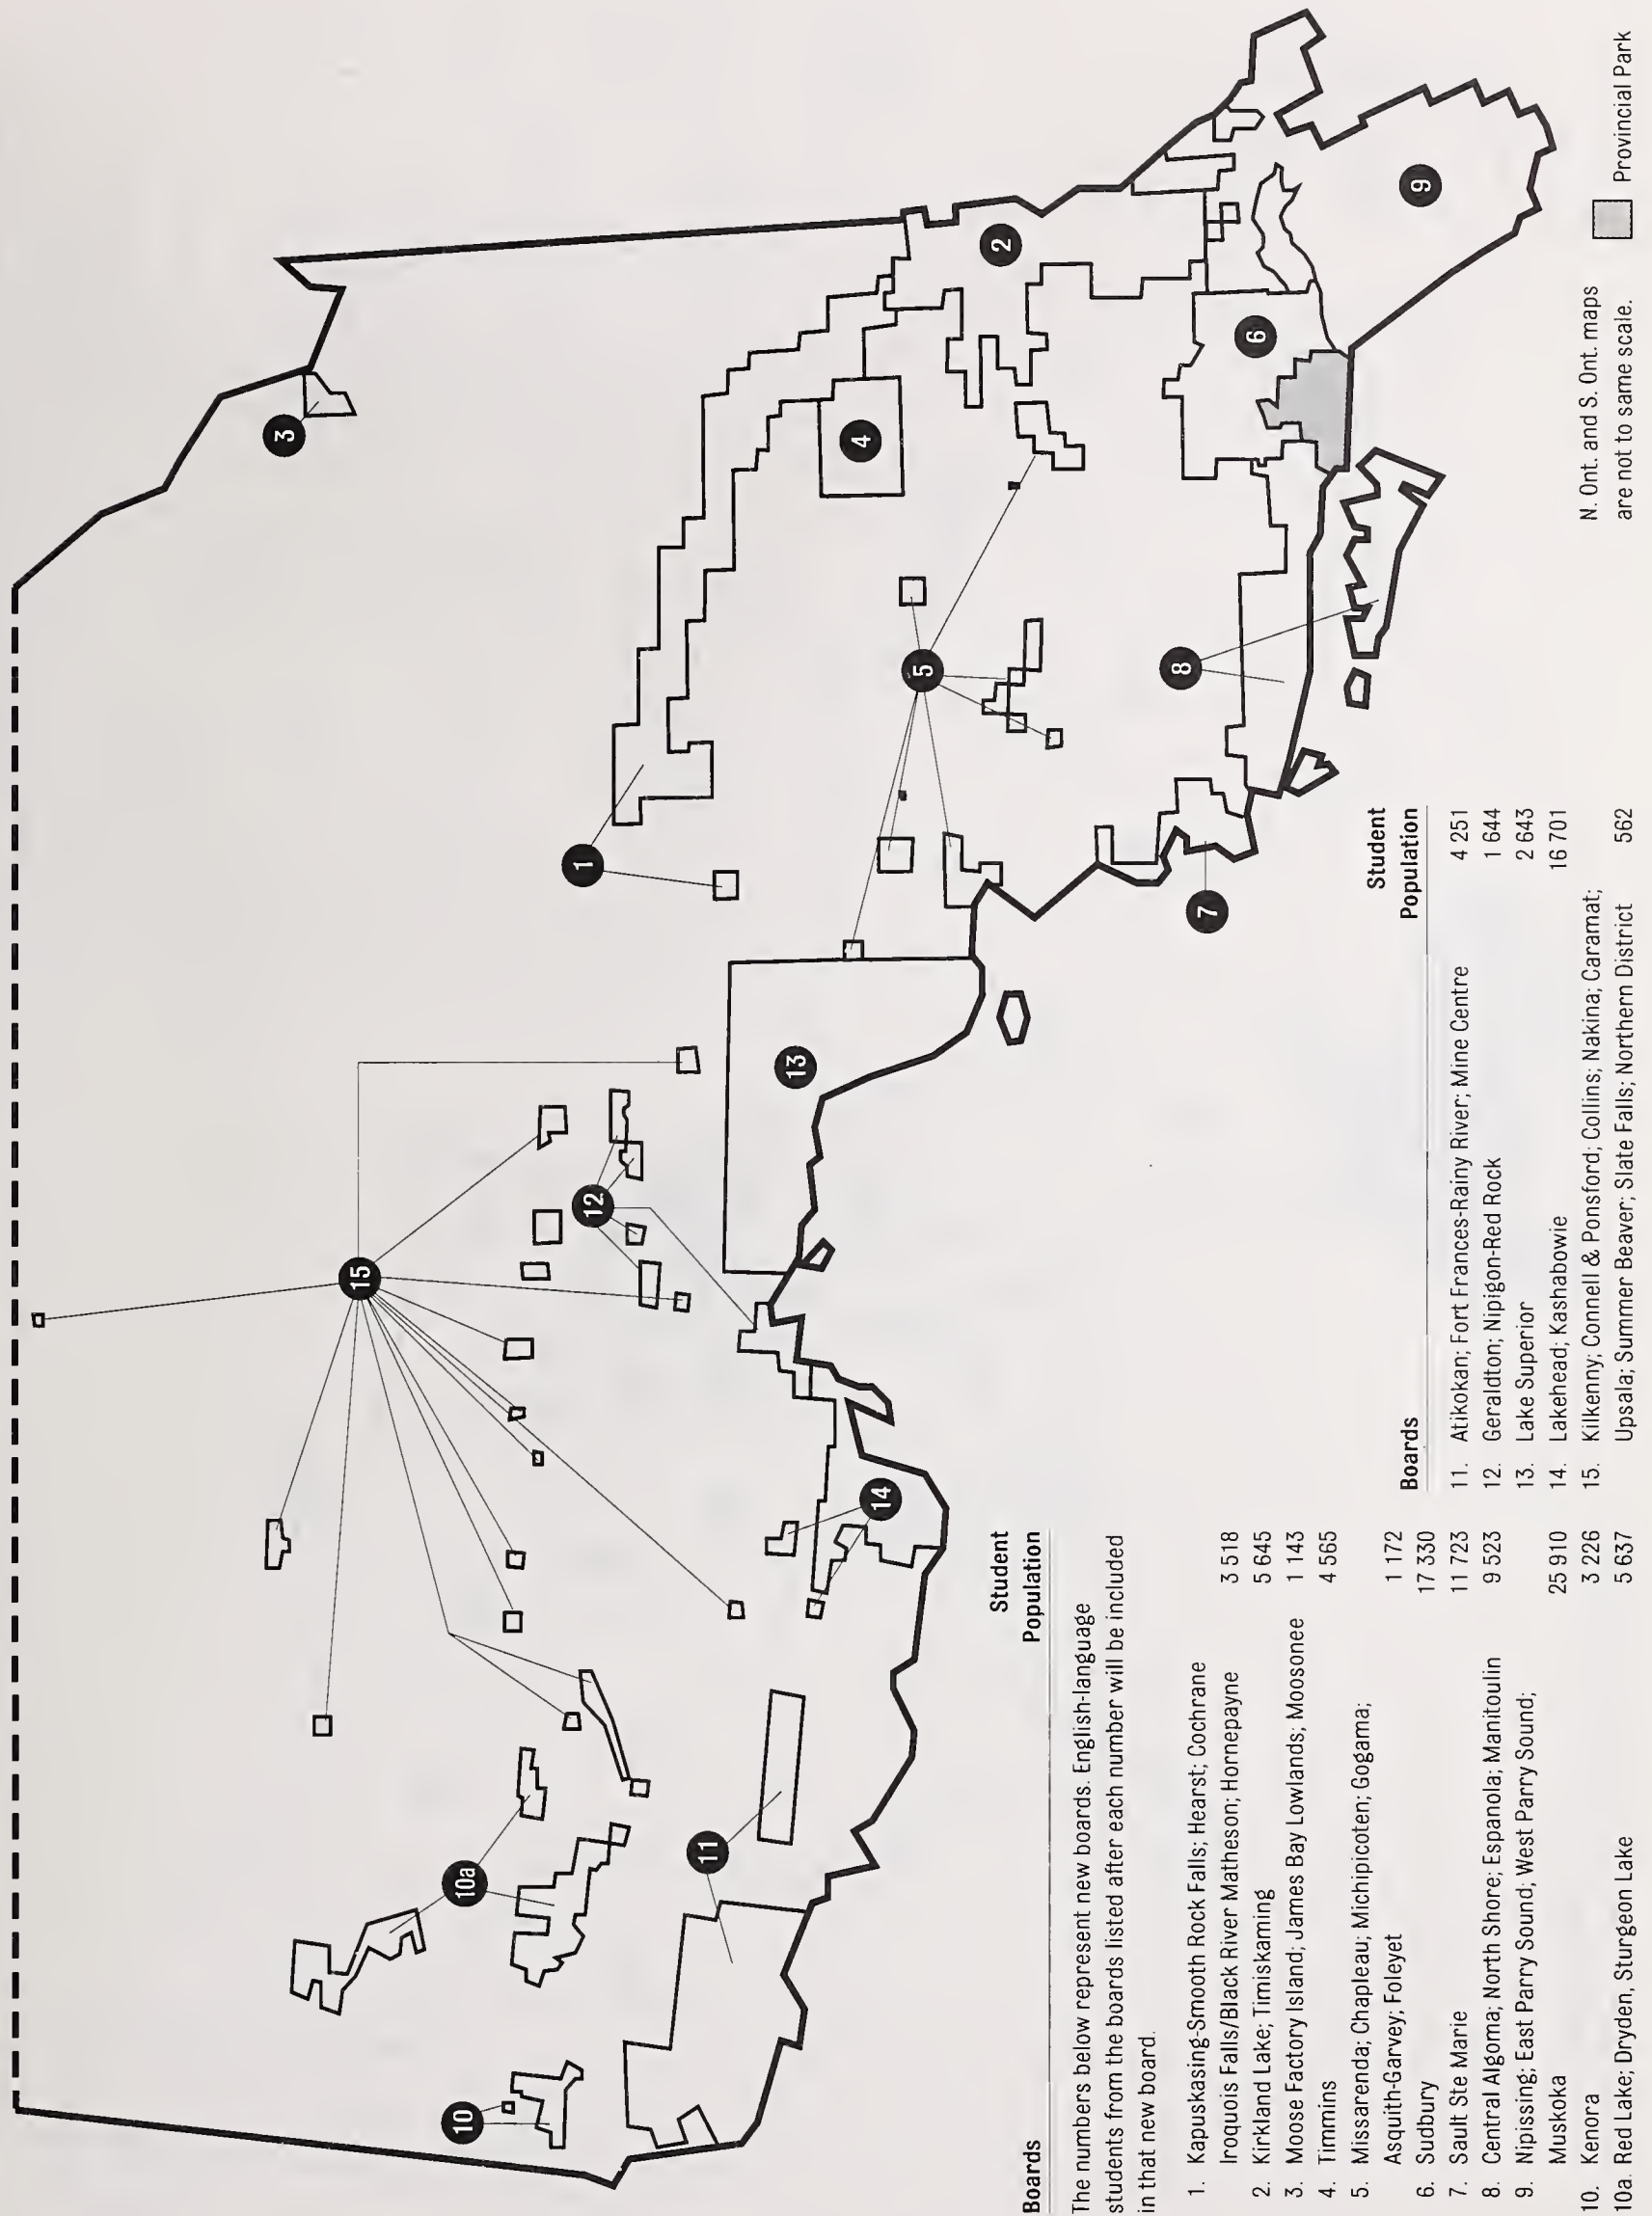 3
2
9
6
4
1
5
8
7
13
12
15
14
11
10a
10
N. Ont. and S. Ont. maps
are not to same scale.
Provincial Park
Boards
Student
Population
The numbers below represent new boards. English-language
students from the boards listed after each number will be included
in that new board.
1. Kapuskasing-Smooth Rock Falls; Hearst; Cochrane
Iroquois Falls/Black River Matheson; Hornepayne 3 518
2. Kirkland Lake; Timiskaming 5 645
3. Moose Factory Island; James Bay Lowlands; Moosonee 1 143
4. Timmins 4 565
5. Missarenda; Chapleau; Michipicoten; Gogama;
Asquith-Garvey; Foleyet 1 172
6. Sudbury 17 330
7. Sault Ste Marie 11 723
8. Central Algoma; North Shore; Espanola; Manitoulin 9 523
9. Nipissing; East Parry Sound; West Parry Sound;
Muskoka 25 910
10. Kenora 3 226
10a. Red Lake; Dryden, Sturgeon Lake 5 637
Boards
Student
Population
11. Atikokan; Fort Frances-Rainy River; Mine Centre 4 251
12. Geraldton; Nipigon-Red Rock 1 644
13. Lake Superior 2 643
14. Lakehead; Kashabowie 16 701
15. Kilkenny; Connell & Ponsford; Collins; Nakina; Caramat;
Upsala; Summer Beaver; Slate Falls; Northern District 562